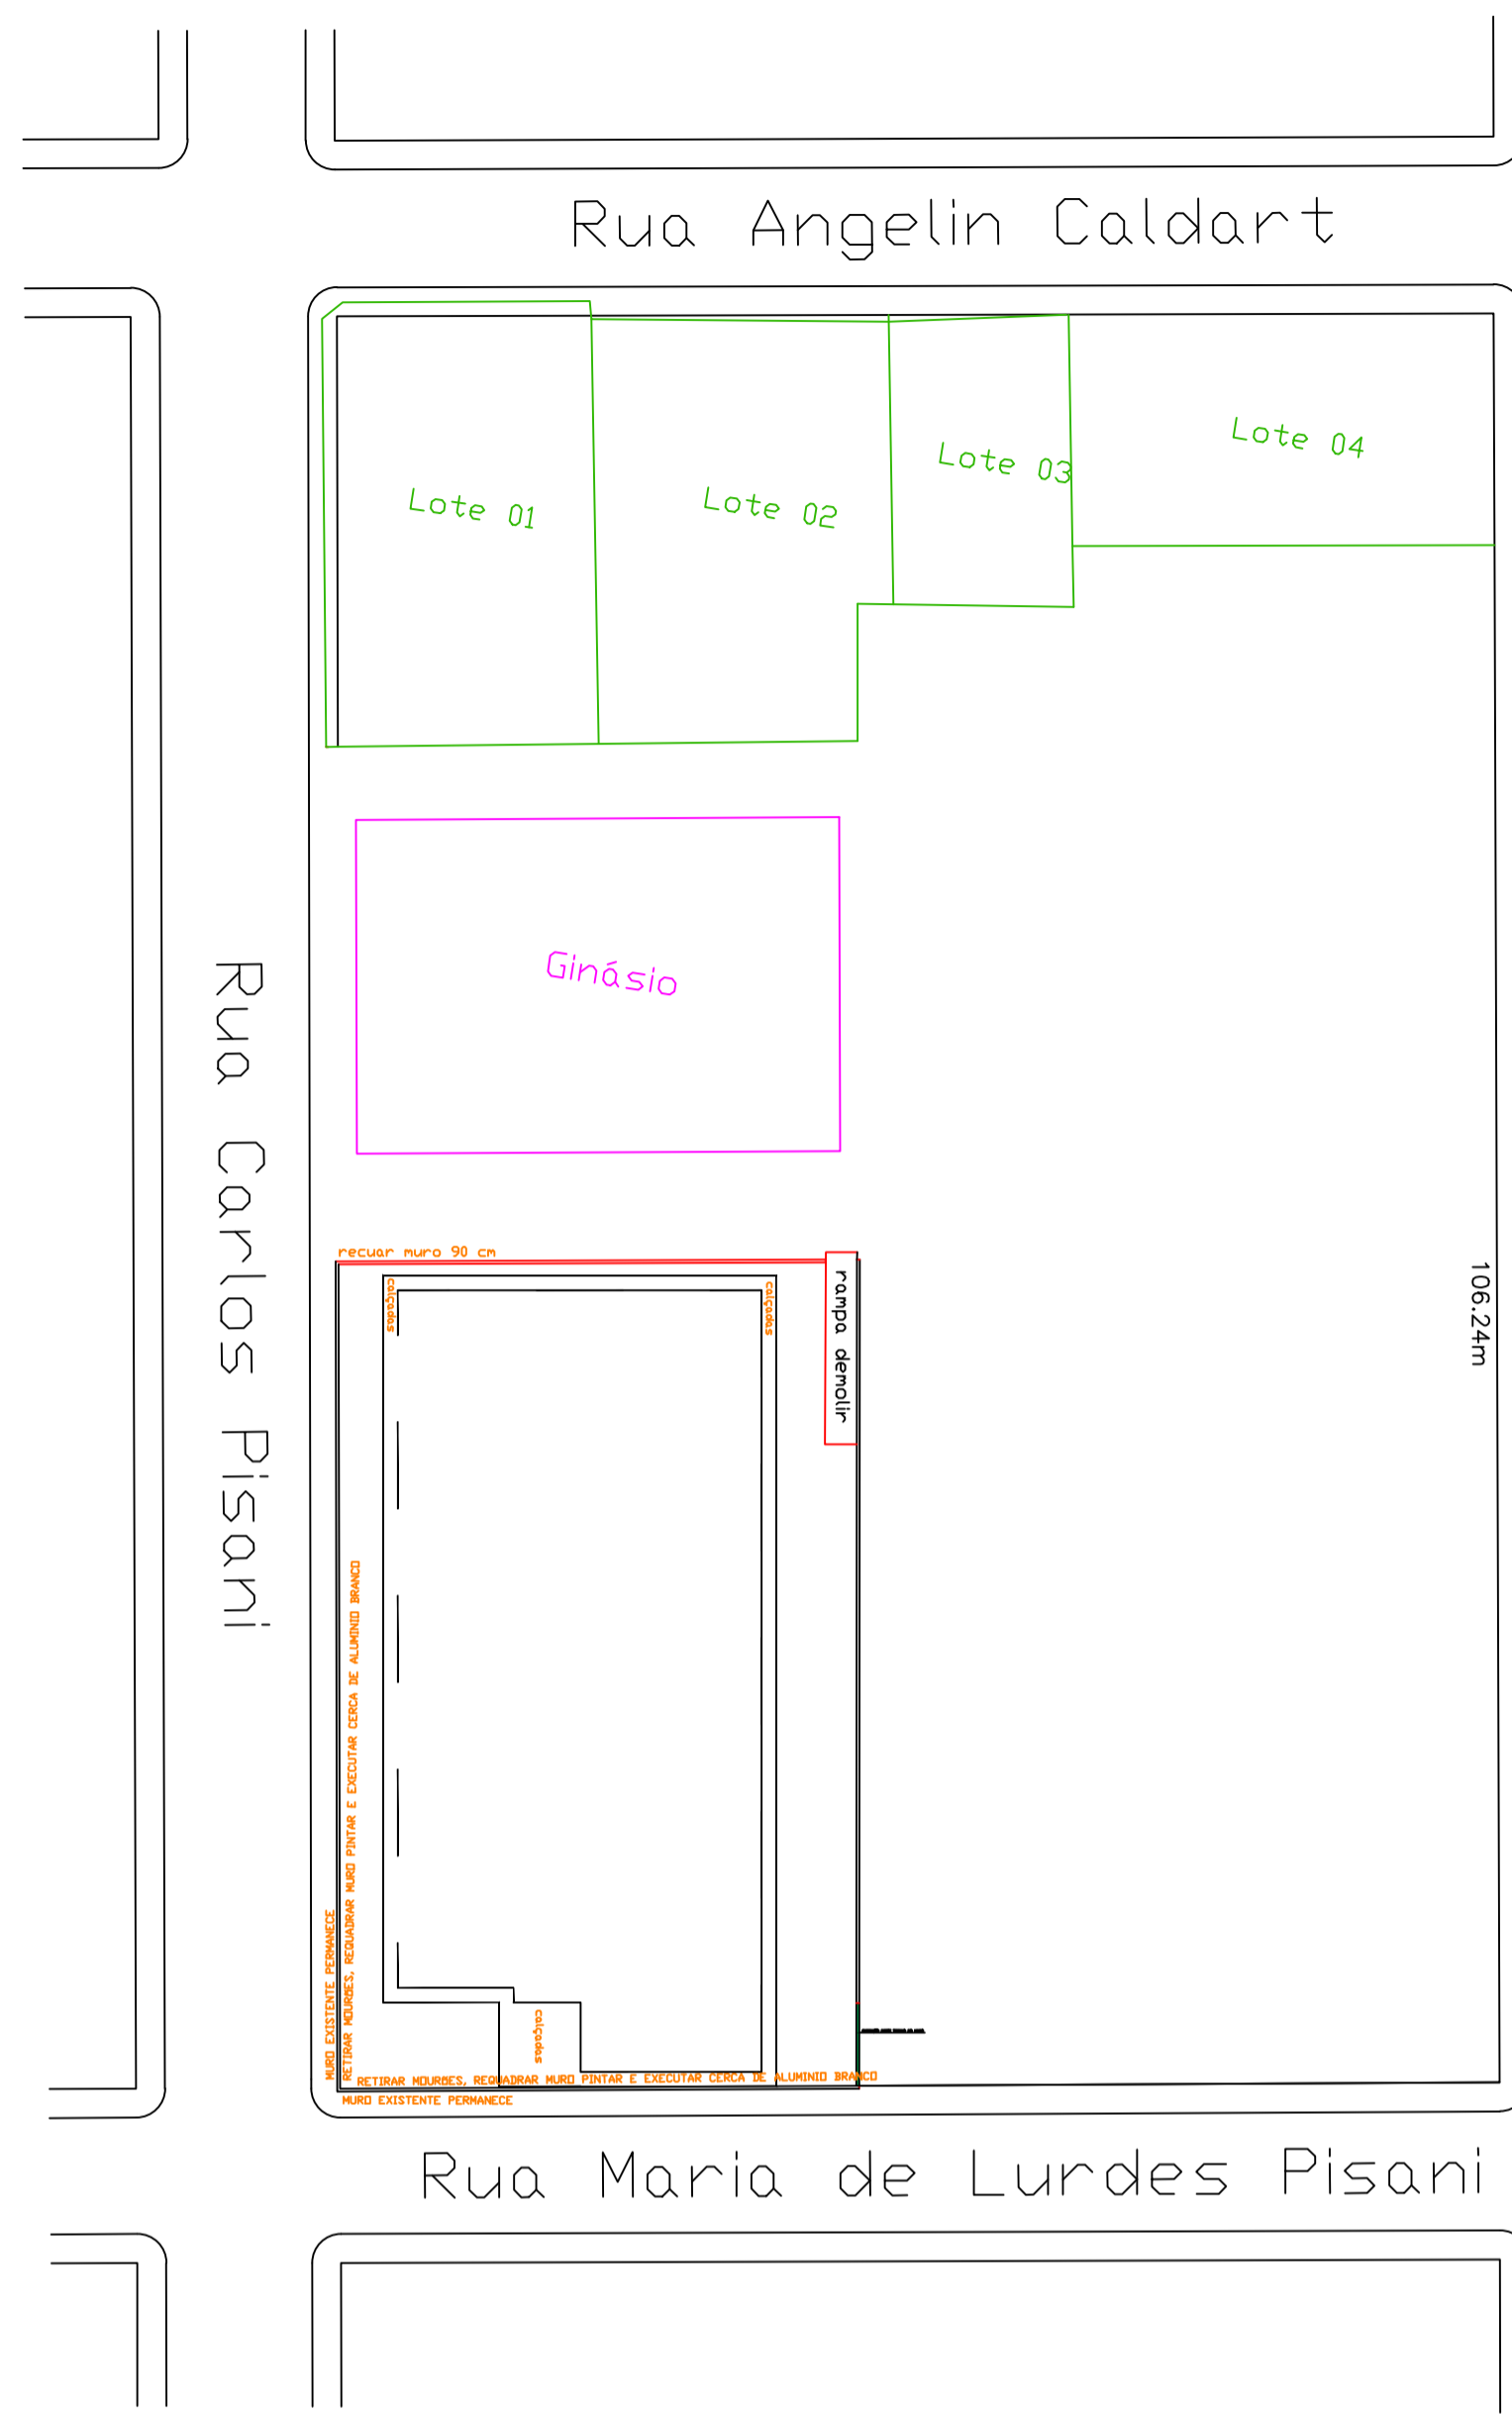 Rua Angelin Caldart
Lote 01
Lote 02
Lote 03
Lote 04
Ginásio
Rua Carlos Pisani
106.24m
recuar muro 90 cm
calçadas
calçadas
rampa demolir
MURO EXISTENTE PERMANECE
RETIRAR MOUROES, REQUADRAR MURO PINTAR E EXECUTAR CERCA DE ALUMINIO BRANCO
calçadas
RETIRAR MOUROES, REQUADRAR MURO PINTAR E EXECUTAR CERCA DE ALUMINIO BRANCO
MURO EXISTENTE PERMANECE
Rua Maria de Lurdes Pisani